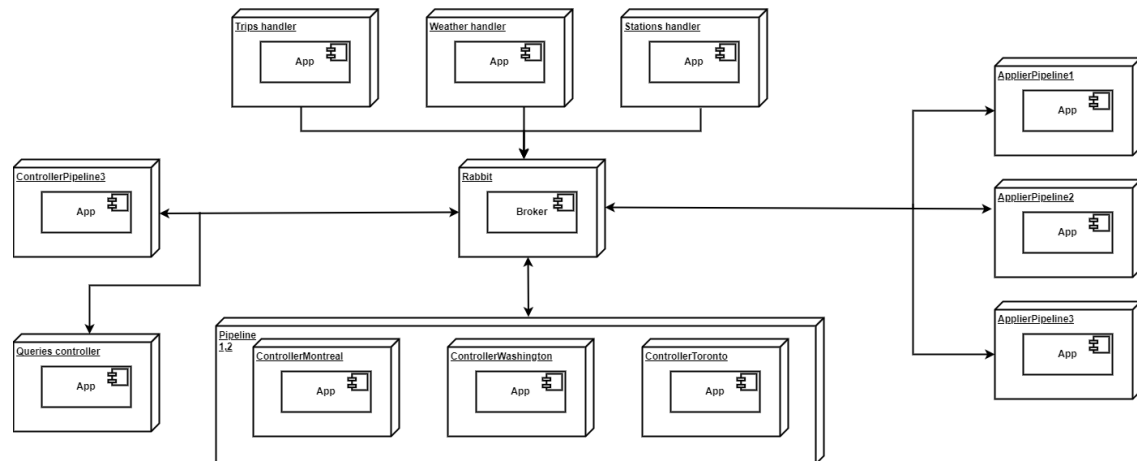 Trips handler
App
Weather handler
App
Stations handler
App
ApplierPipeline1
App
ControllerPipeline3
App
Rabbit
Broker
ApplierPipeline2
App
Queries controller
App
Pipeline
1,2
ControllerMontreal
App
ControllerWashington
App
ControllerToronto
App
ApplierPipeline3
App